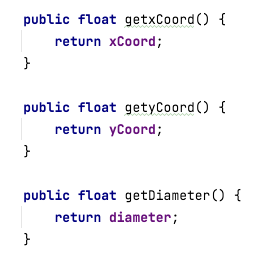 public float getxCoord() {
    return xCoord;
}
public float getyCoord() {
    return yCoord;
}
public float getDiameter() {
    return diameter;
}